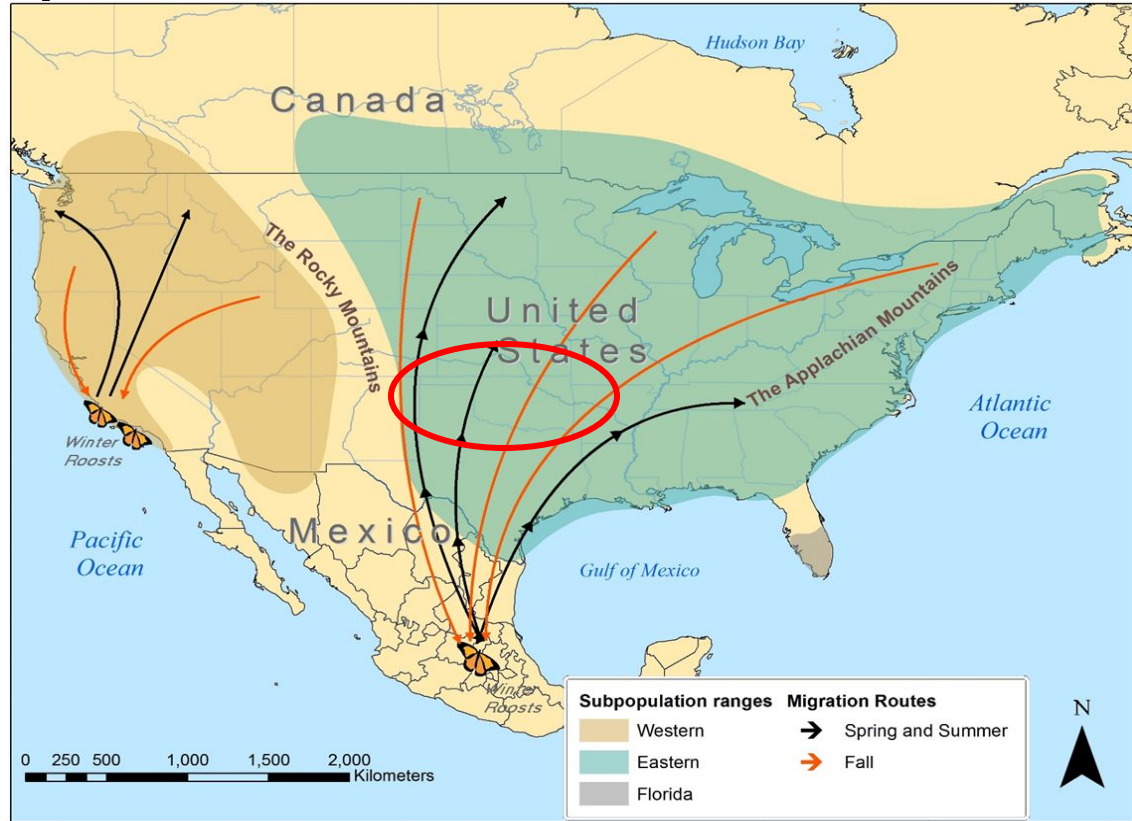 Hudson Bay
Canada
The Rocky Mountains
United
States
The Applachian Mountains
Atlantic
Ocean
Winter
Roosts
Mexico
Pacific
Ocean
Gulf of Mexico
Winter
Roosts
Subpopulation ranges Migration Routes
Western Spring and Summer
Eastern Fall
Florida
N
0 250 500 1,000 1,500 2,000
Kilometers